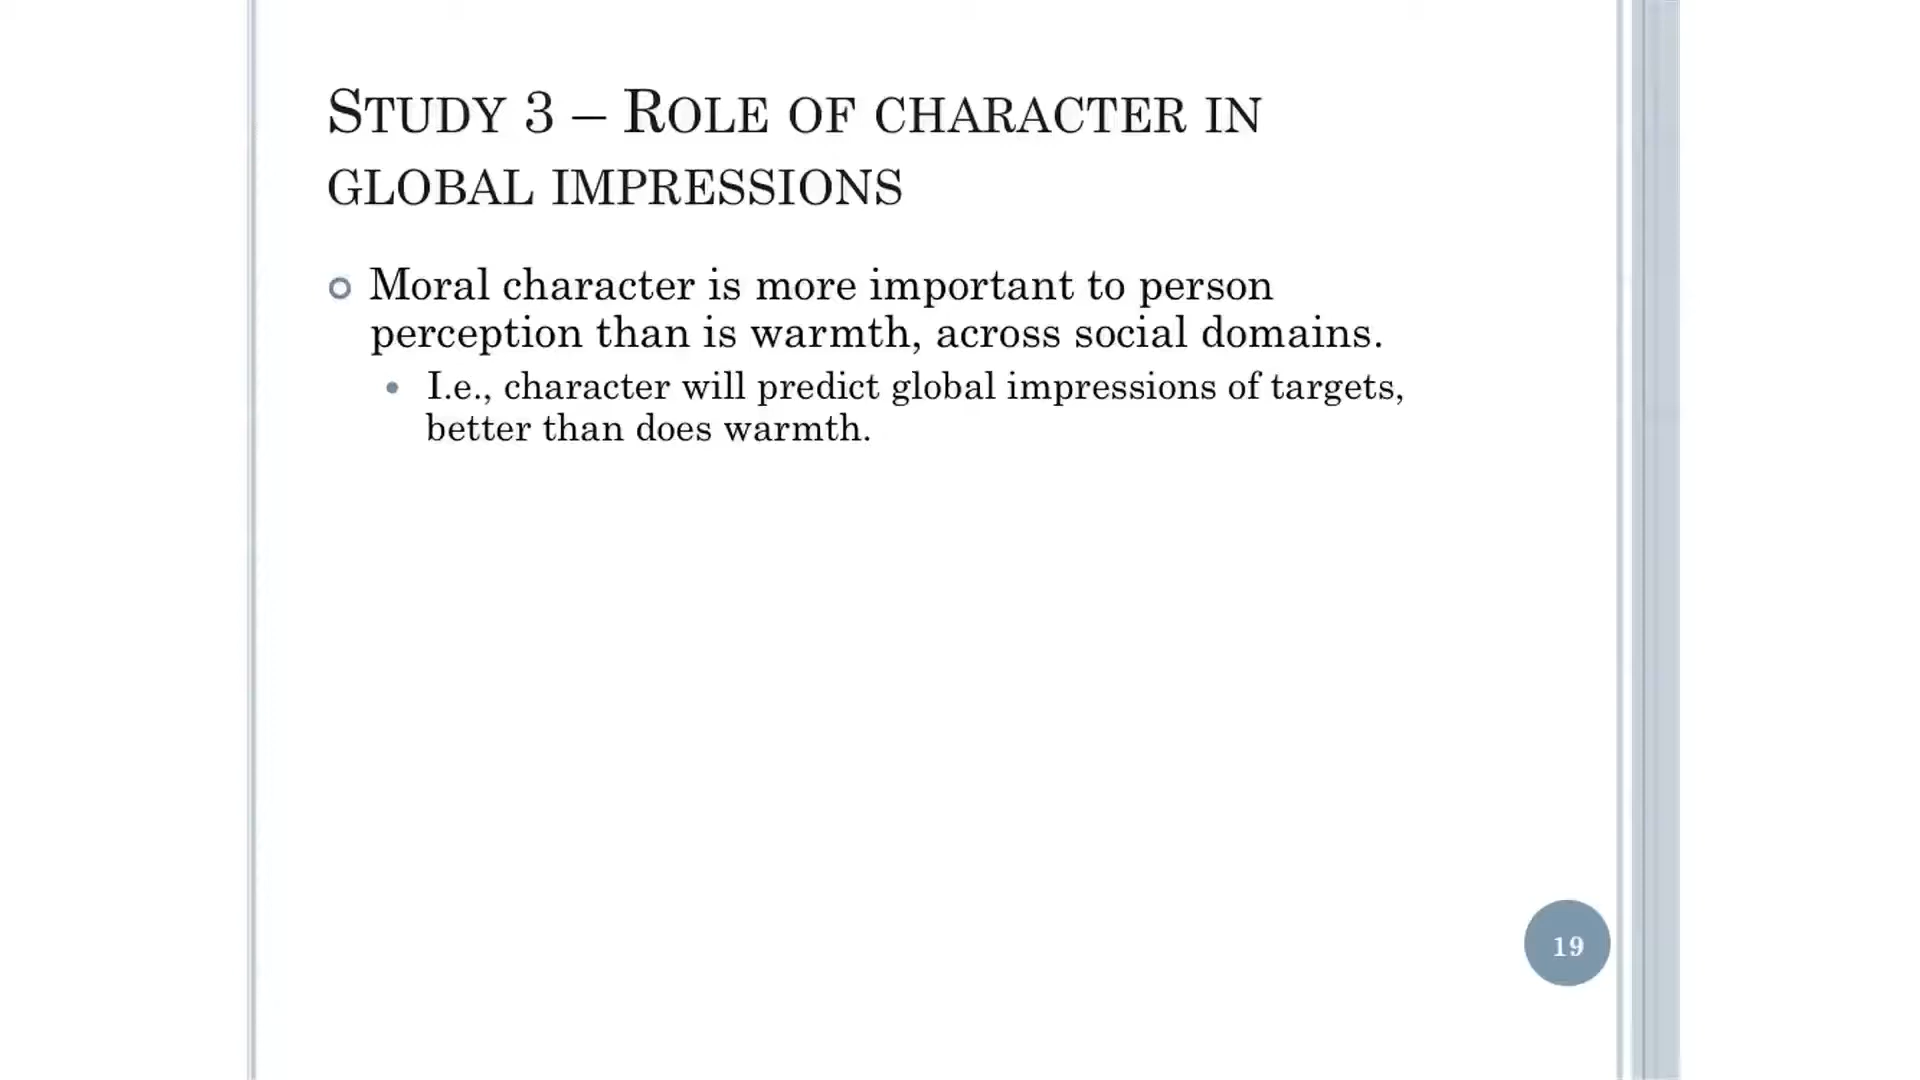 Study 3 – Role of character in
global impressions
Moral character is more important to person
perception than is warmth, across social domains.
I.e., character will predict global impressions of targets,
better than does warmth.
19